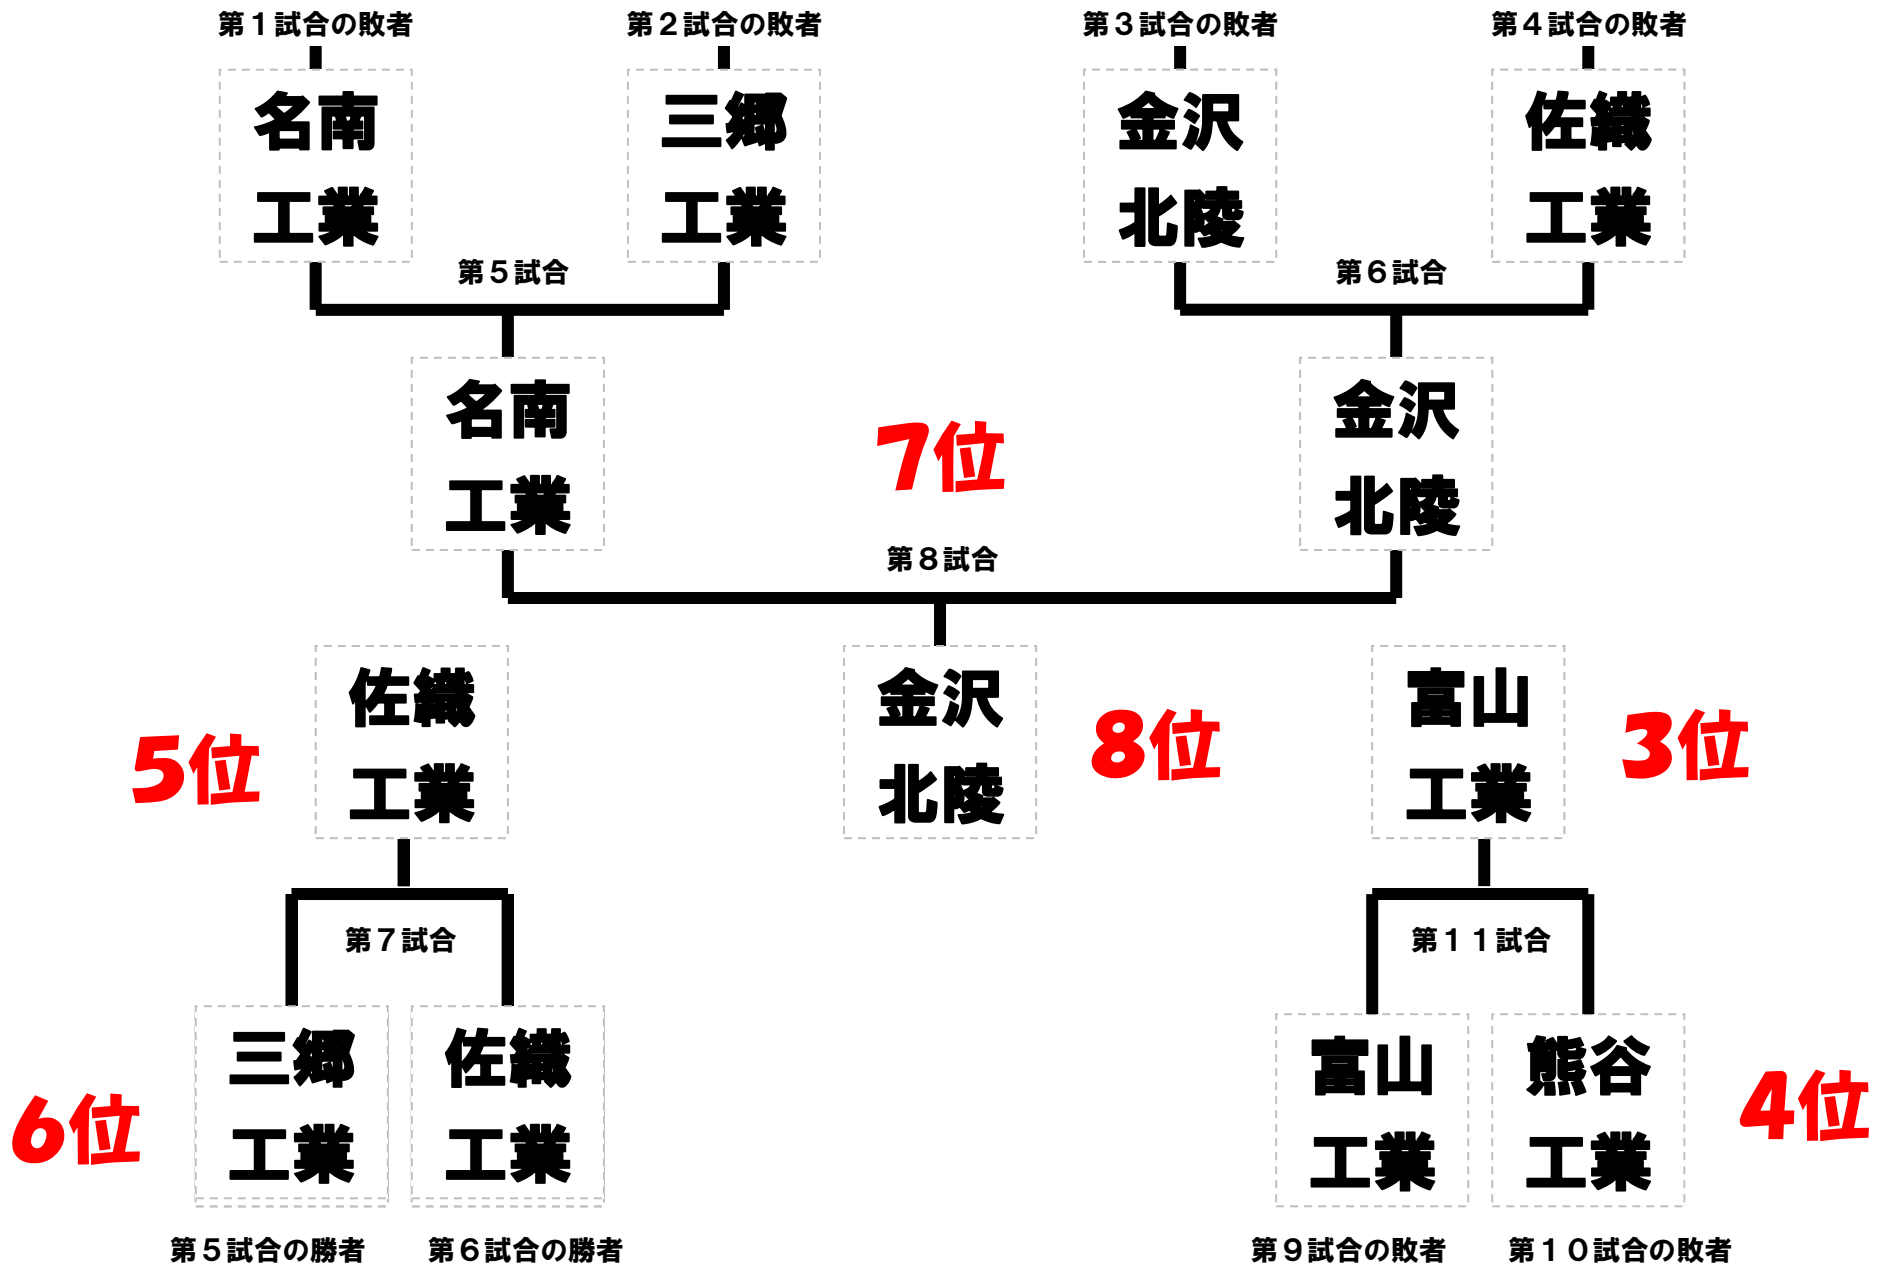 第１試合の敗者
第２試合の敗者
第３試合の敗者
第４試合の敗者
名南
工業
三郷
工業
金沢
北陵
佐織
工業
第５試合
第６試合
名南
工業
7位
金沢
北陵
第８試合
佐織
工業
5位
金沢
北陵
8位
富山
工業
3位
第７試合
第１１試合
6位
三郷
工業
佐織
工業
富山
工業
熊谷
工業
4位
第５試合の勝者
第６試合の勝者
第９試合の敗者
第１０試合の敗者